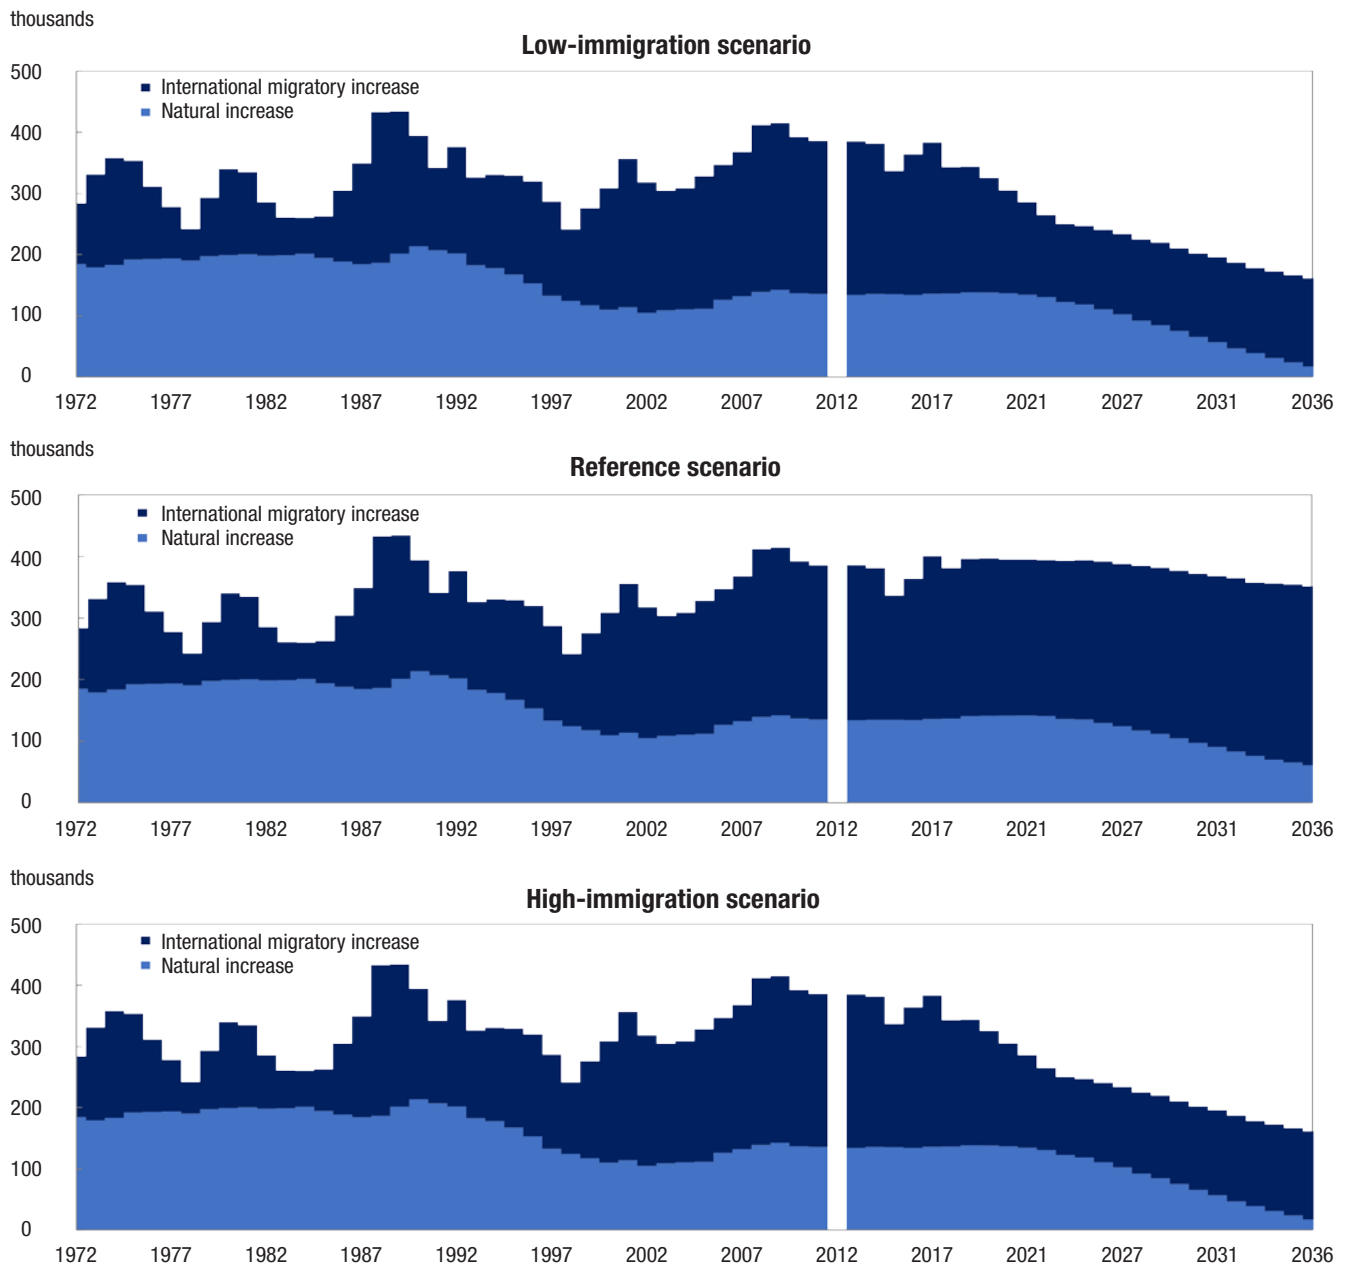 thousands
Low-immigration scenario
500
International migratory increase
Natural increase
400
300
200
100
0
1972 1977 1982 1987 1992 1997 2002 2007 2012 2017 2021 2027 2031 2036
thousands
Reference scenario
500
International migratory increase
Natural increase
400
300
200
100
0
1972 1977 1982 1987 1992 1997 2002 2007 2012 2017 2021 2027 2031 2036
thousands
High-immigration scenario
500
International migratory increase
Natural increase
400
300
200
100
0
1972 1977 1982 1987 1992 1997 2002 2007 2012 2017 2021 2027 2031 2036